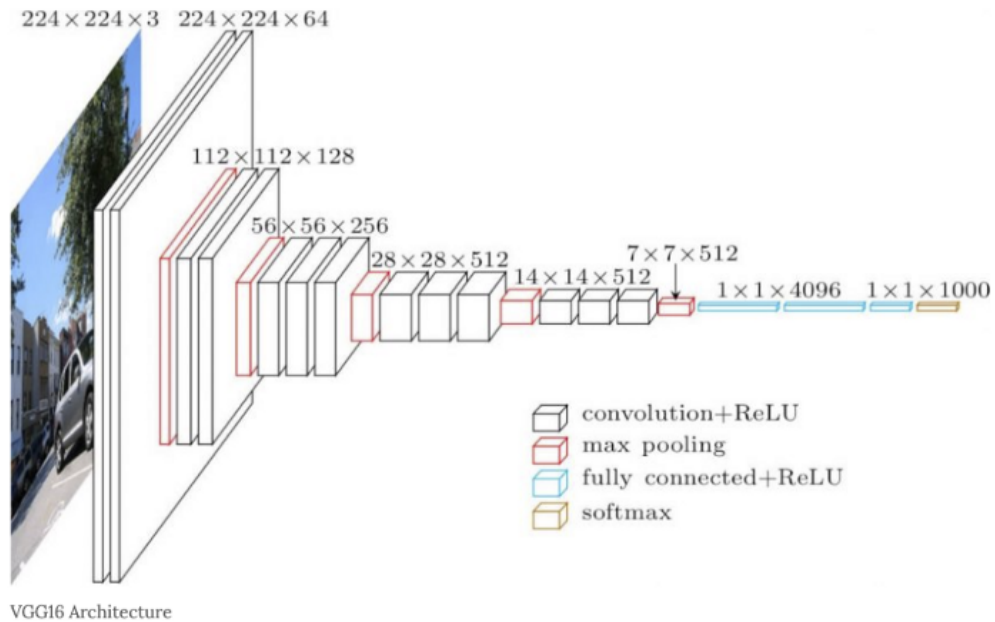 224×224×3 224×224×64
112×112×128
56×56×256
28×28×512
14×14×512
7×7×512
1×1×4096 1×1×1000
convolution+ReLU
max pooling
fully connected+ReLU
softmax
VGG16 Architecture